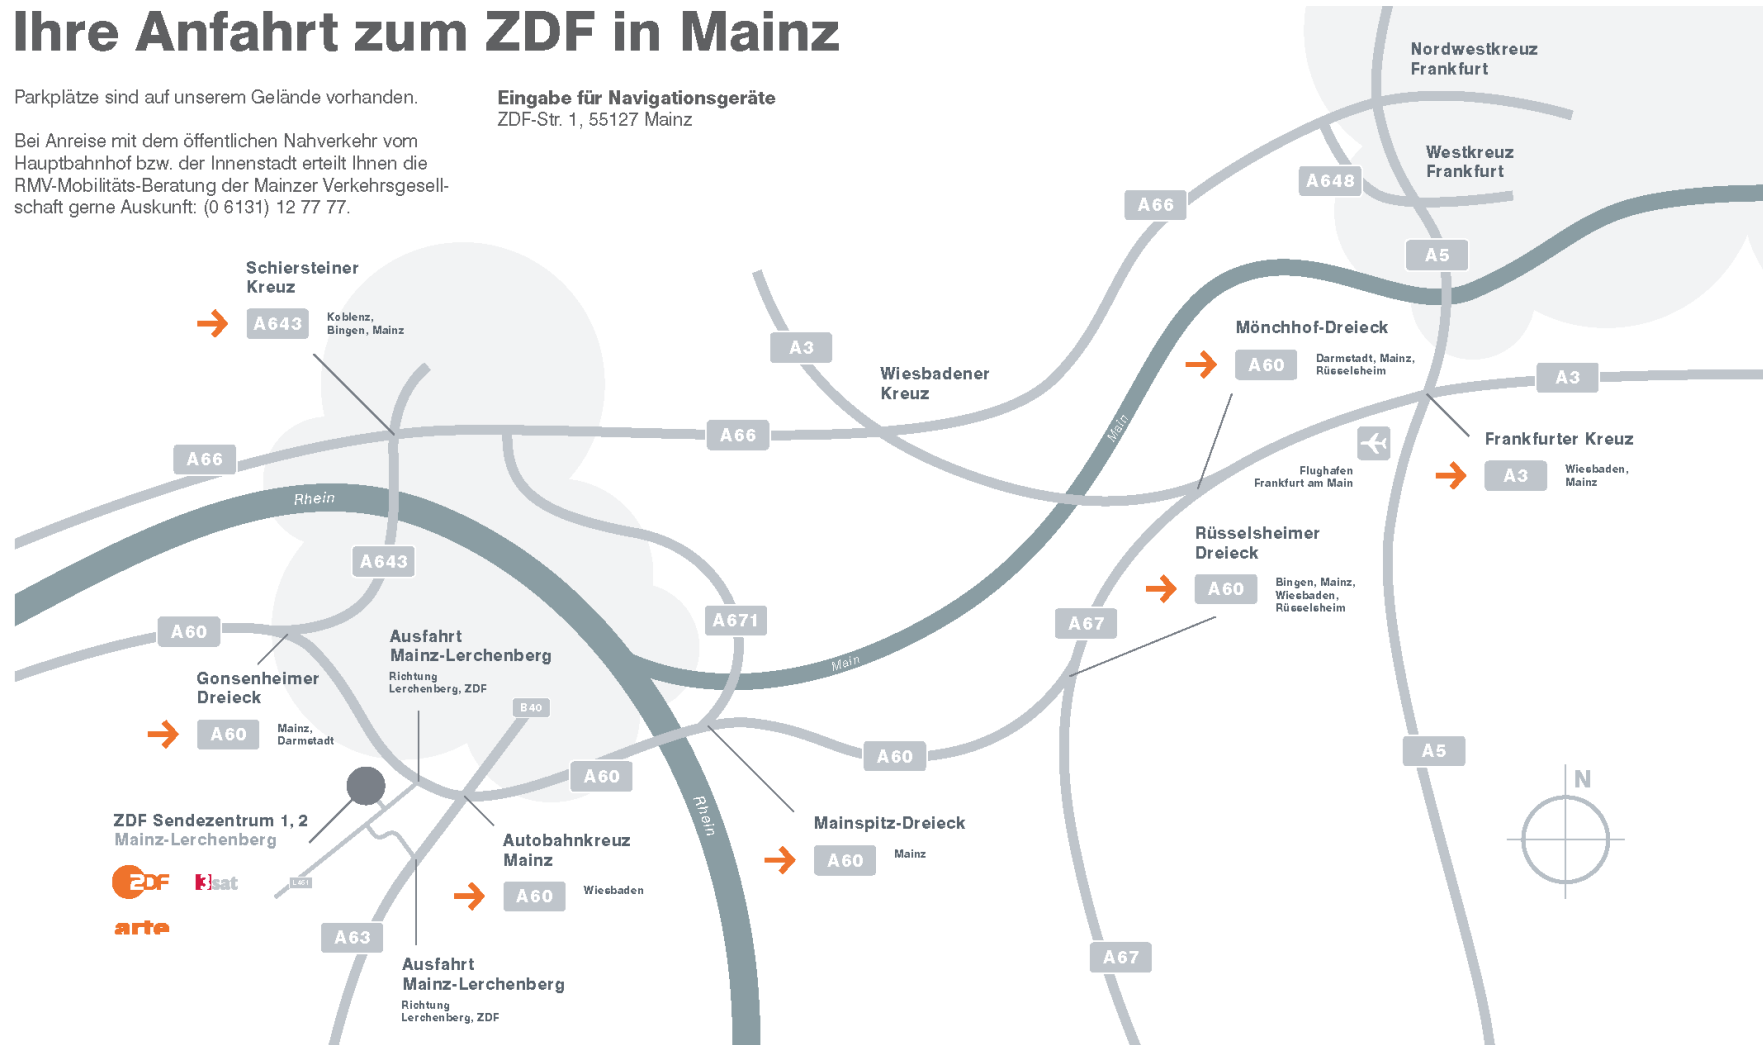 Ihre Anfahrt zum ZDF in Mainz
Parkplätze sind auf unserem Gelände vorhanden.
Bei Anreise mit dem öffentlichen Nahverkehr vom
Hauptbahnhof bzw. der Innenstadt erteilt Ihnen die
RMV-Mobilitäts-Beratung der Mainzer Verkehrsgesell-
schaft gerne Auskunft: (0 6131) 12 77 77.
Eingabe für Navigationsgeräte
ZDF-Str. 1, 55127 Mainz
Nordwestkreuz
Frankfurt
Westkreuz
Frankfurt
A648
A66
A5
Schiersteiner
Kreuz
A643
Koblenz,
Bingen, Mainz
A3
Wiesbadener
Kreuz
Mönchhof-Dreieck
A60
Darmstadt, Mainz,
Rüsselsheim
A3
Main
A66
A66
Frankfurter Kreuz
A3
Wiesbaden,
Mainz
Flughafen
Frankfurt am Main
Rhein
A643
Rüsselsheimer
Dreieck
A60
Bingen, Mainz,
Wiesbaden,
Rüsselsheim
A60
A671
A67
Main
Ausfahrt
Mainz-Lerchenberg
Richtung
Lerchenberg, ZDF
Gonsenheimer
Dreieck
A60
Mainz,
Darmstadt
B40
A60
A60
A5
N
Rhein
ZDF Sendezentrum 1, 2
Mainz-Lerchenberg
ZDF
3sat
arte
Autobahnkreuz
Mainz
A60
Wiesbaden
Mainspitz-Dreieck
A60
Mainz
A63
A67
Ausfahrt
Mainz-Lerchenberg
Richtung
Lerchenberg, ZDF